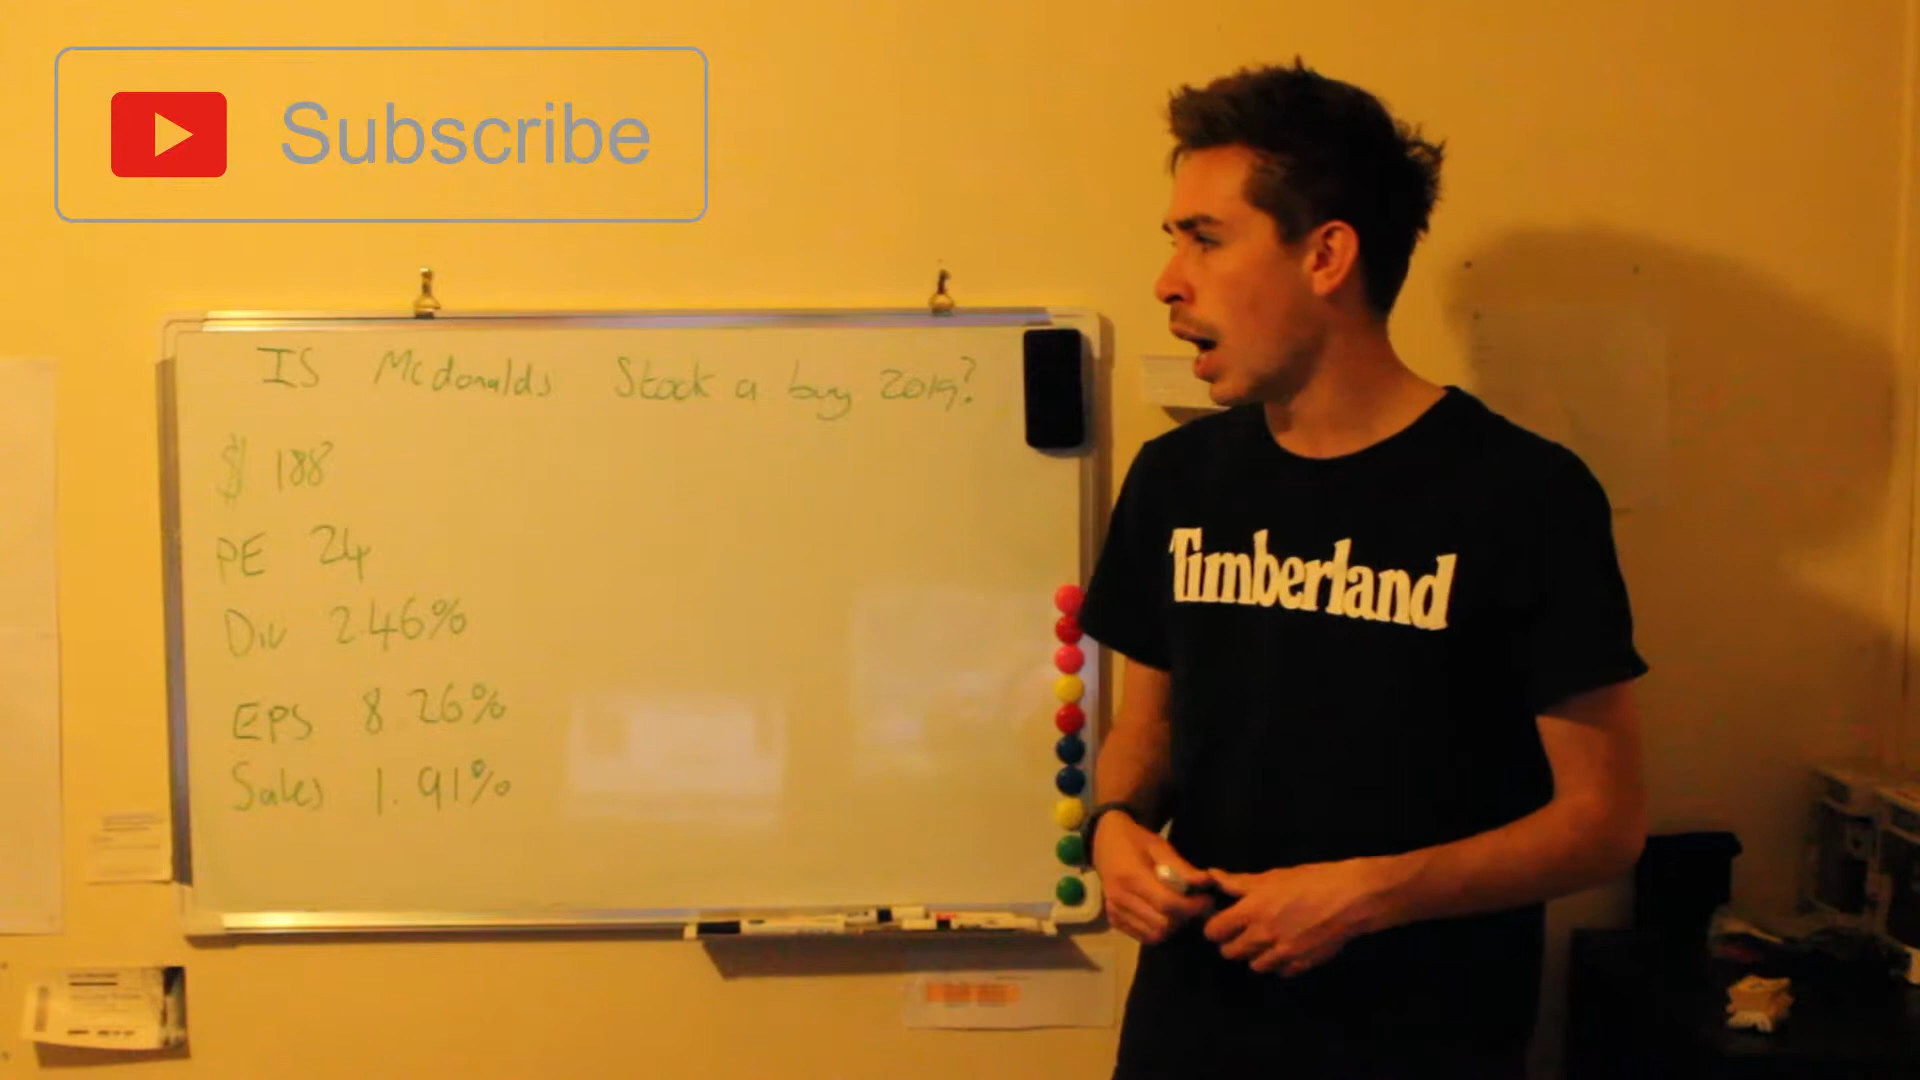 Subscribe
IS Mcdonalds Stock a buy 2019?
$ 188
PE 24
Div 2.46%
EPS 8.26%
Sales 1.91%
Timberland